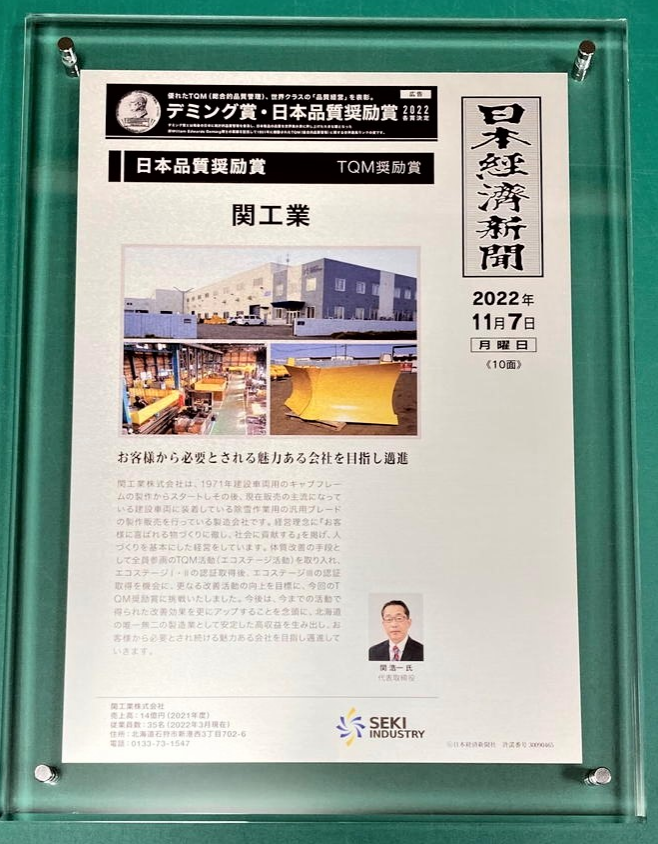 優れたTQM(総合的品質管理)、世界クラスの「品質経営」を表彰。
広告
デミング賞・日本品質奨励賞
2022
各賞決定
日本品質奨励賞
TQM奨励賞
関工業
お客様から必要とされる魅力ある会社を目指し邁進
関工業株式会社は、1971年建設車両用のキャブフレー
ムの製作からスタートしその後、現在販売の主流になって
いる建設車両に装着している除雪作業用の汎用ブレード
の製作販売を行っている製造会社です。経営理念に『お客
様に喜ばれる物づくりに徹し、社会に貢献する』を掲げ、人
づくりを基本にした経営をしています。体質改善の手段と
して全員参画のTQM活動(エコステージ活動)を取り入れ、
エコステージⅠ・Ⅱの認証取得後、エコステージⅢの認証
取得を機会に、更なる改善活動の向上を目標に、今回のT
QM奨励賞に挑戦いたしました。今後は、今までの活動で
得られた改善効果を更にアップすることを念頭に、北海道
の唯一無二の製造業として安定した高収益を生み出し、お
客様から必要とされ続ける魅力ある会社を目指し邁進して
いきます。
関 浩一 氏
代表取締役
関工業株式会社
売上高:14億円(2021年度)
従業員数:35名(2022年3月現在)
住所:北海道石狩市新港西3丁目702-6
電話:0133-73-1547
SEKI
INDUSTRY
日本経済新聞
2022年
11月7日
月曜日
《10面》
Ⓒ日本経済新聞社 許諾番号30090465